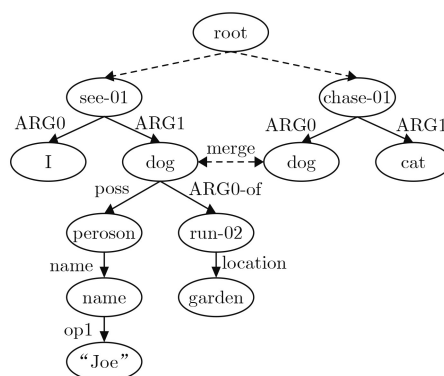 root
see-01 chase-01
ARG0 ARG1 ARG0 ARG1
merge
I dog dog cat
poss ARG0-of
peroson run-02
name location
name garden
op1
“Joe”